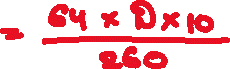 = 64 × D × 10
260